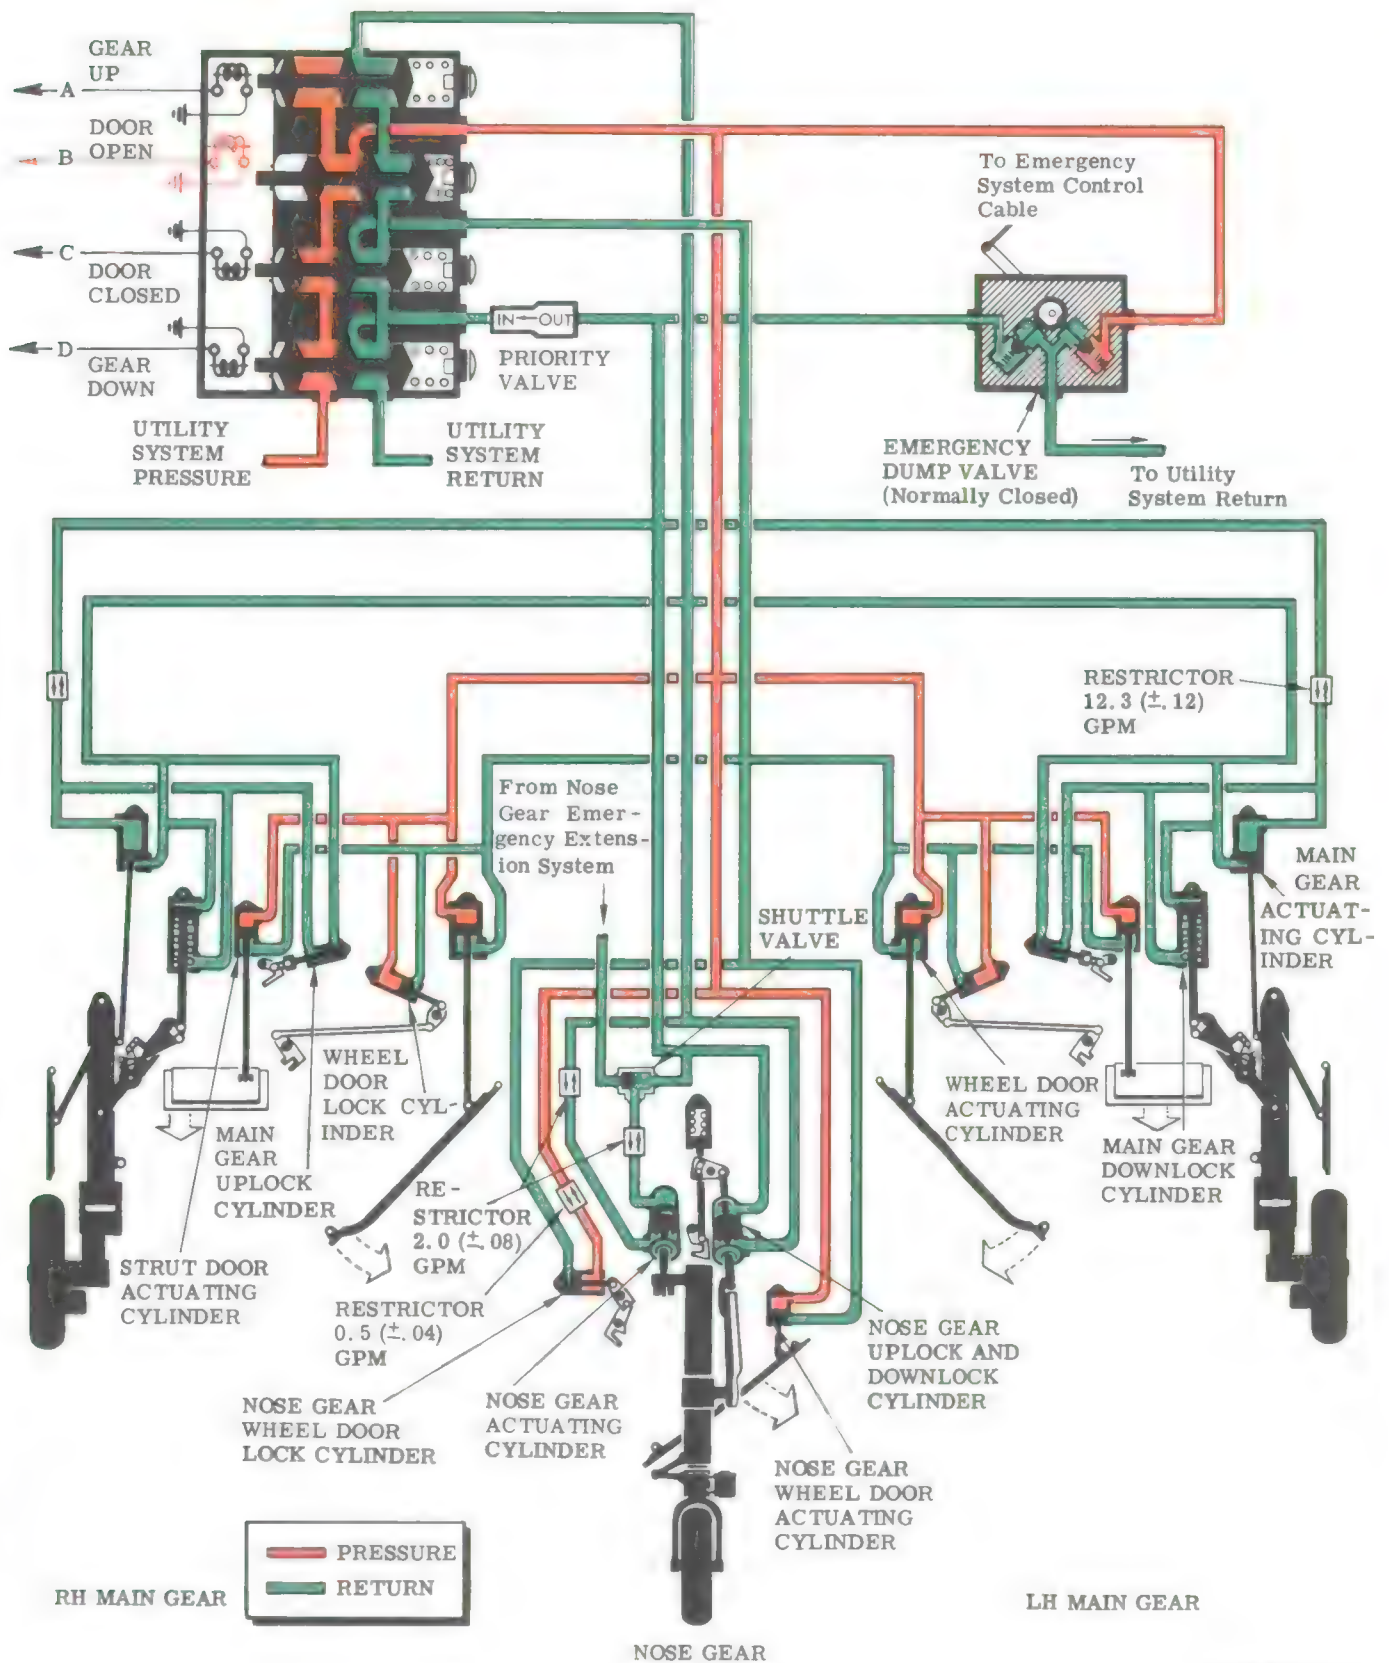 GEAR
UP
A
DOOR
OPEN
B
C
DOOR
CLOSED
D
GEAR
DOWN
IN
OUT
PRIORITY
VALVE
UTILITY
SYSTEM
PRESSURE
UTILITY
SYSTEM
RETURN
To Emergency
System Control
Cable
EMERGENCY
DUMP VALVE
(Normally Closed)
To Utility
System Return
RESTRICTOR
12.3 (±.12)
GPM
From Nose
Gear Emer-
gency Extens-
ion System
SHUTTLE
VALVE
MAIN
GEAR
ACTUAT-
ING CYL-
INDER
WHEEL
DOOR
LOCK CYL-
INDER
MAIN
GEAR
UPLOCK
CYLINDER
STRUT DOOR
ACTUATING
CYLINDER
RE-
STRICTOR
2.0 (±.08)
GPM
RESTRICTOR
0.5 (±.04)
GPM
WHEEL DOOR
ACTUATING
CYLINDER
MAIN GEAR
DOWNLOCK
CYLINDER
NOSE GEAR
WHEEL DOOR
LOCK CYLINDER
NOSE GEAR
ACTUATING
CYLINDER
NOSE GEAR
UPLOCK AND
DOWNLOCK
CYLINDER
NOSE GEAR
WHEEL DOOR
ACTUATING
CYLINDER
PRESSURE
RETURN
RH MAIN GEAR
LH MAIN GEAR
NOSE GEAR